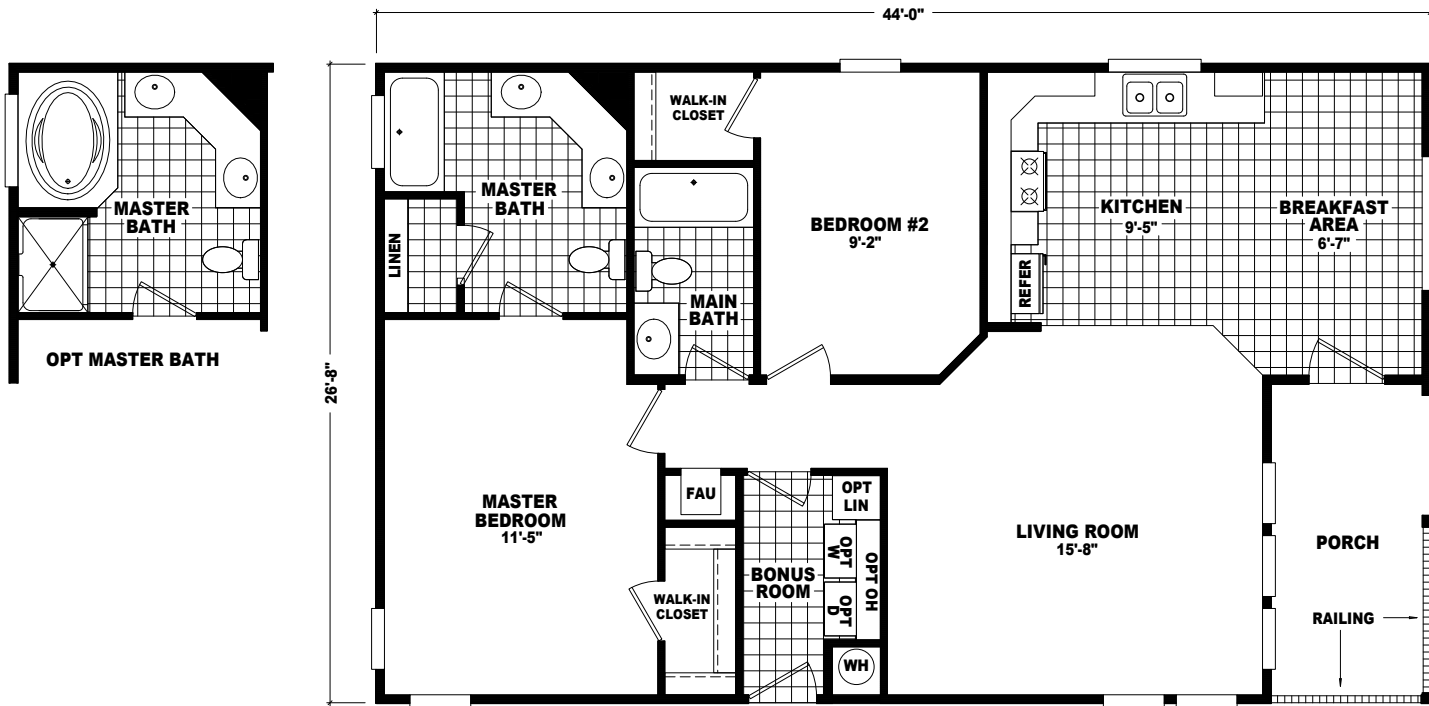 44'-0"
26'-8"
MASTER
BATH
OPT MASTER BATH
LINEN
MASTER
BATH
WALK-IN
CLOSET
BEDROOM #2
9'-2"
MAIN
BATH
KITCHEN
9'-5"
REFER
BREAKFAST
AREA
6'-7"
MASTER
BEDROOM
11'-5"
FAU
WALK-IN
CLOSET
BONUS
ROOM
OPT
LIN
OPT
W
OPT
D
OPT OH
WH
LIVING ROOM
15'-8"
PORCH
RAILING